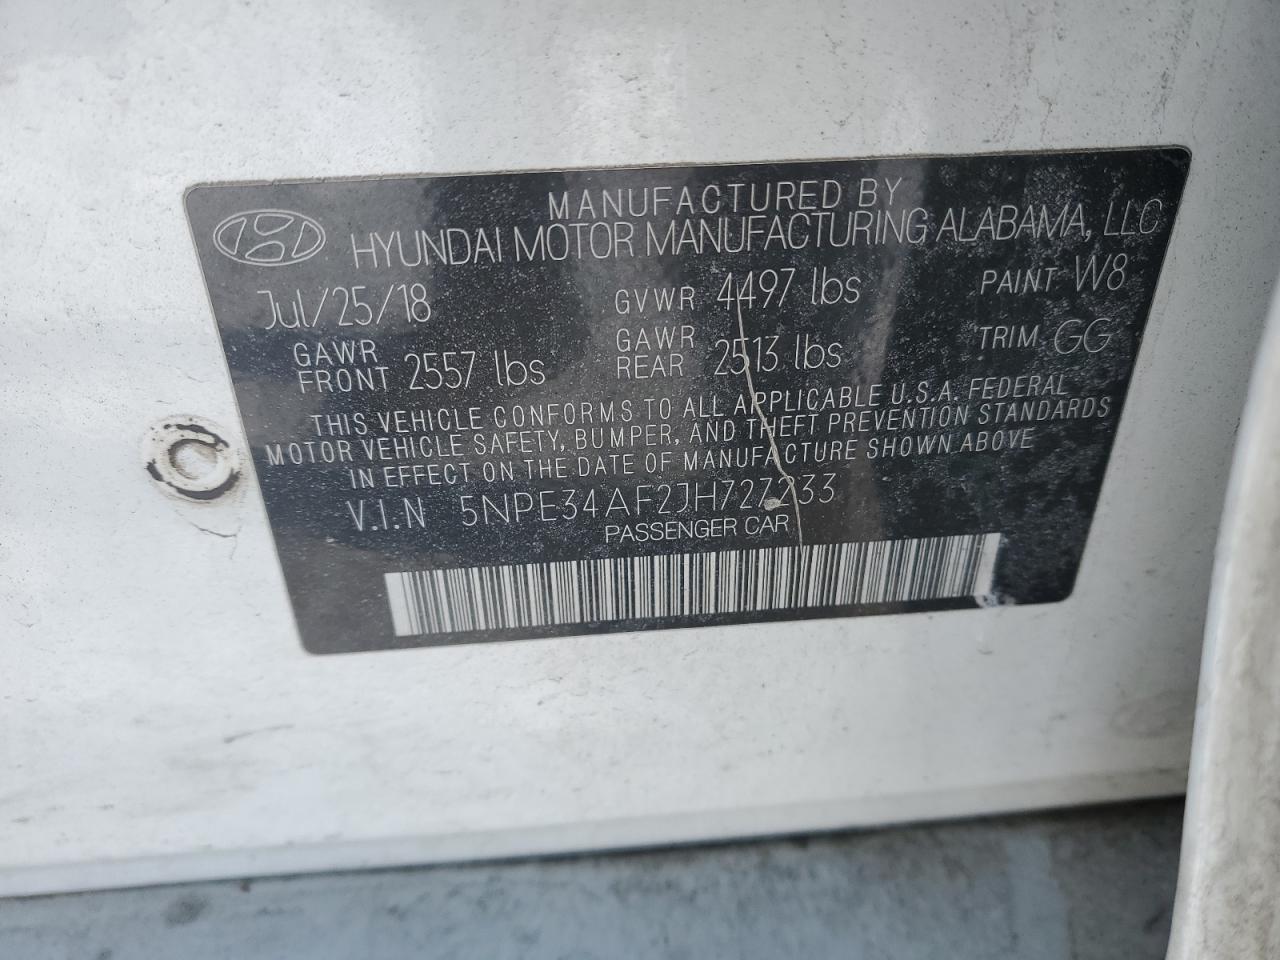 MANUFACTURED BY
HYUNDAI MOTOR MANUFACTURING ALABAMA, LLC
Jul/25/18 GVWR 4497 lbs PAINT W8
GAWR FRONT 2557 lbs GAWR REAR 2513 lbs TRIM GG
THIS VEHICLE CONFORMS TO ALL APPLICABLE U.S.A. FEDERAL
MOTOR VEHICLE SAFETY, BUMPER, AND THEFT PREVENTION STANDARDS
IN EFFECT ON THE DATE OF MANUFACTURE SHOWN ABOVE
V.I.N 5NPE34AF2JH727233
PASSENGER CAR